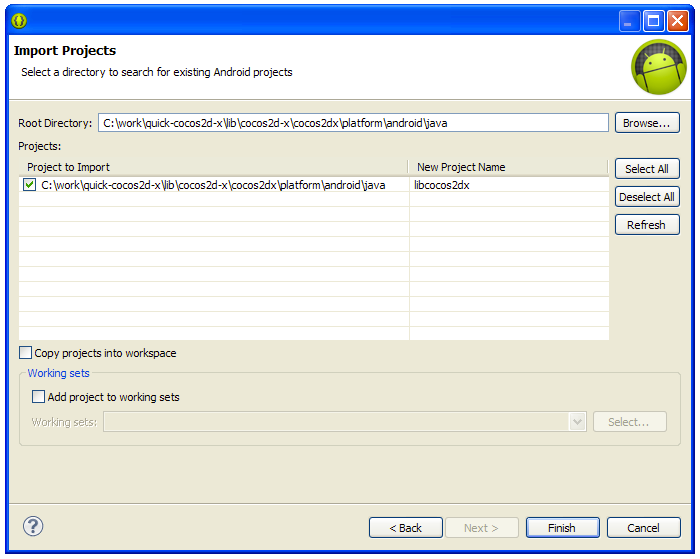 Import Projects
Select a directory to search for existing Android projects
Root Directory: C:\work\quick-cocos2d-x\lib\cocos2d-x\cocos2dx\platform\android\java Browse...
Projects:
Project to Import New Project Name Select All
C:\work\quick-cocos2d-x\lib\cocos2d-x\cocos2dx\platform\android\java libcocos2dx
Deselect All
Refresh
Copy projects into workspace
Working sets
Add project to working sets
Working sets: Select...
? < Back Next > Finish Cancel